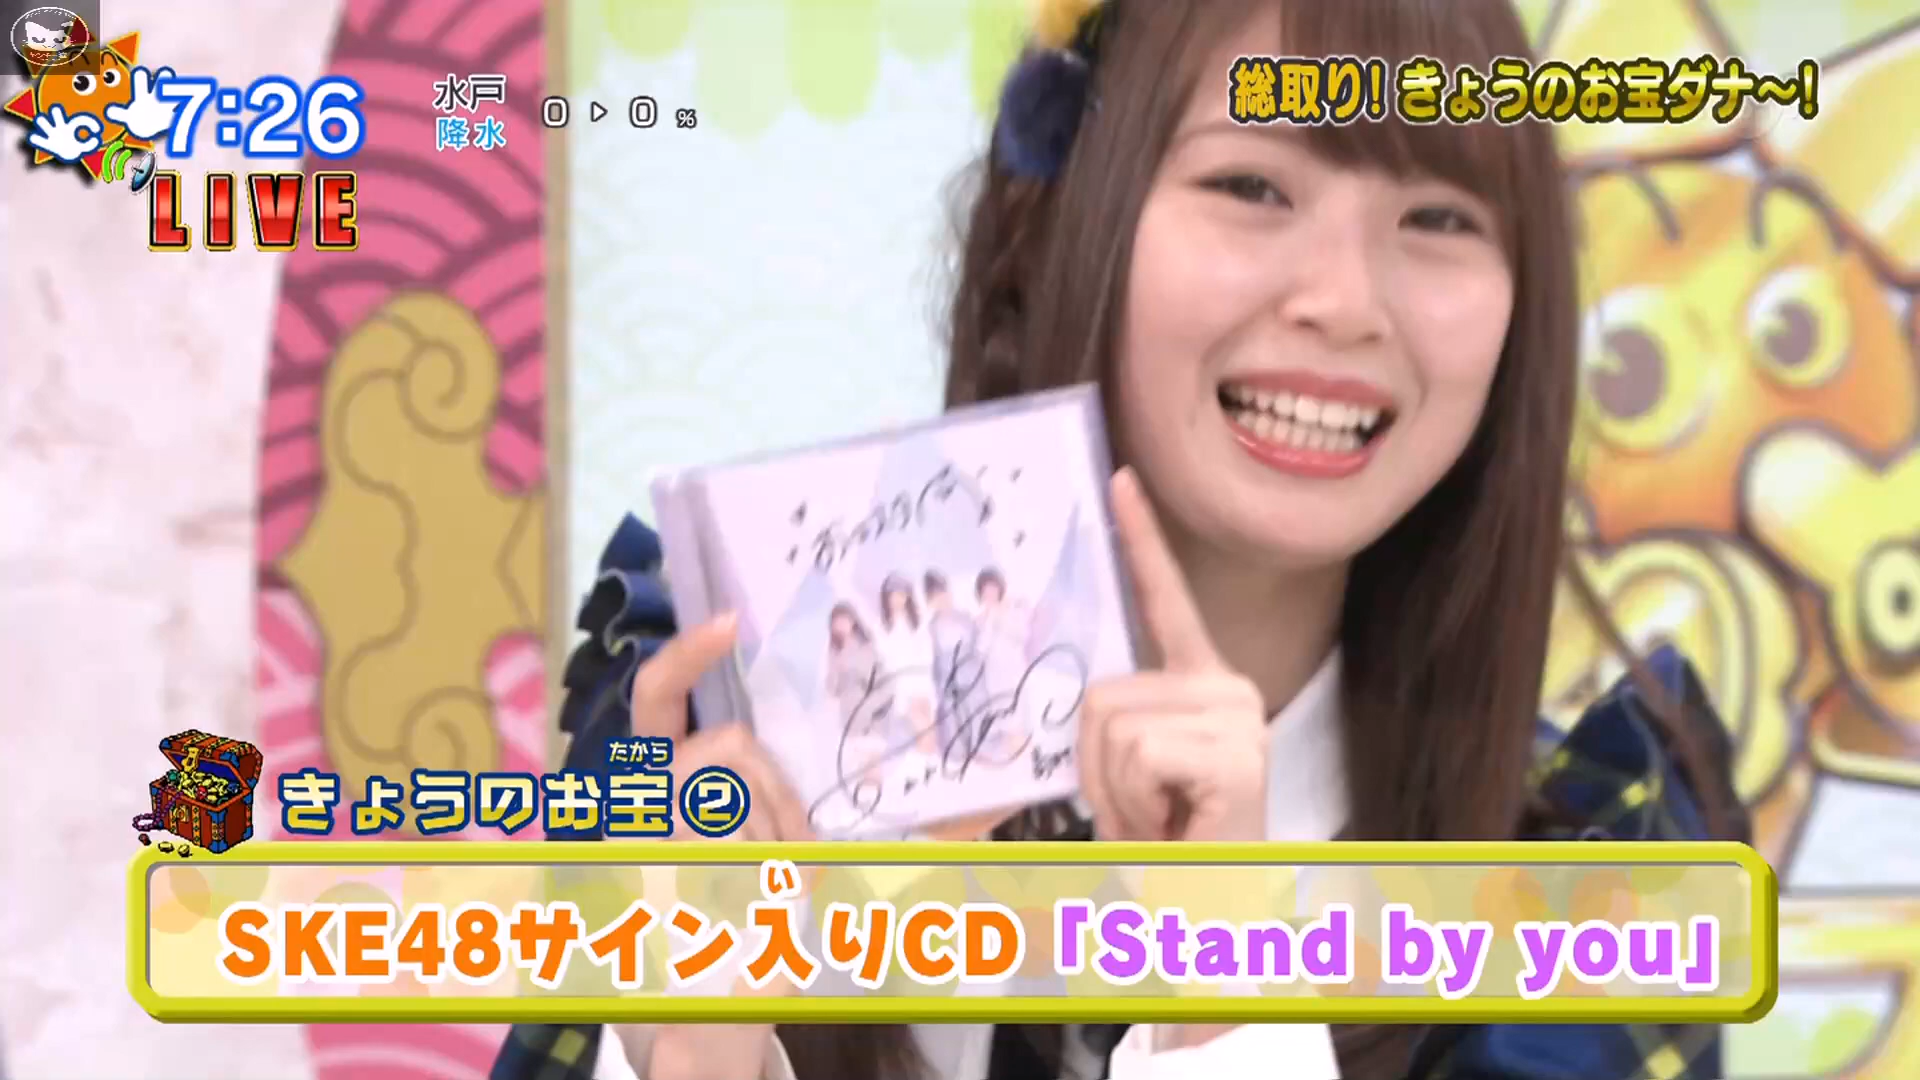 7:26
LIVE
水戸
降水
0 ▶ 0 %
総取り!きょうのお宝ダナ〜!
たから
きょうのお宝②
い
SKE48サイン入りCD「Stand by you」